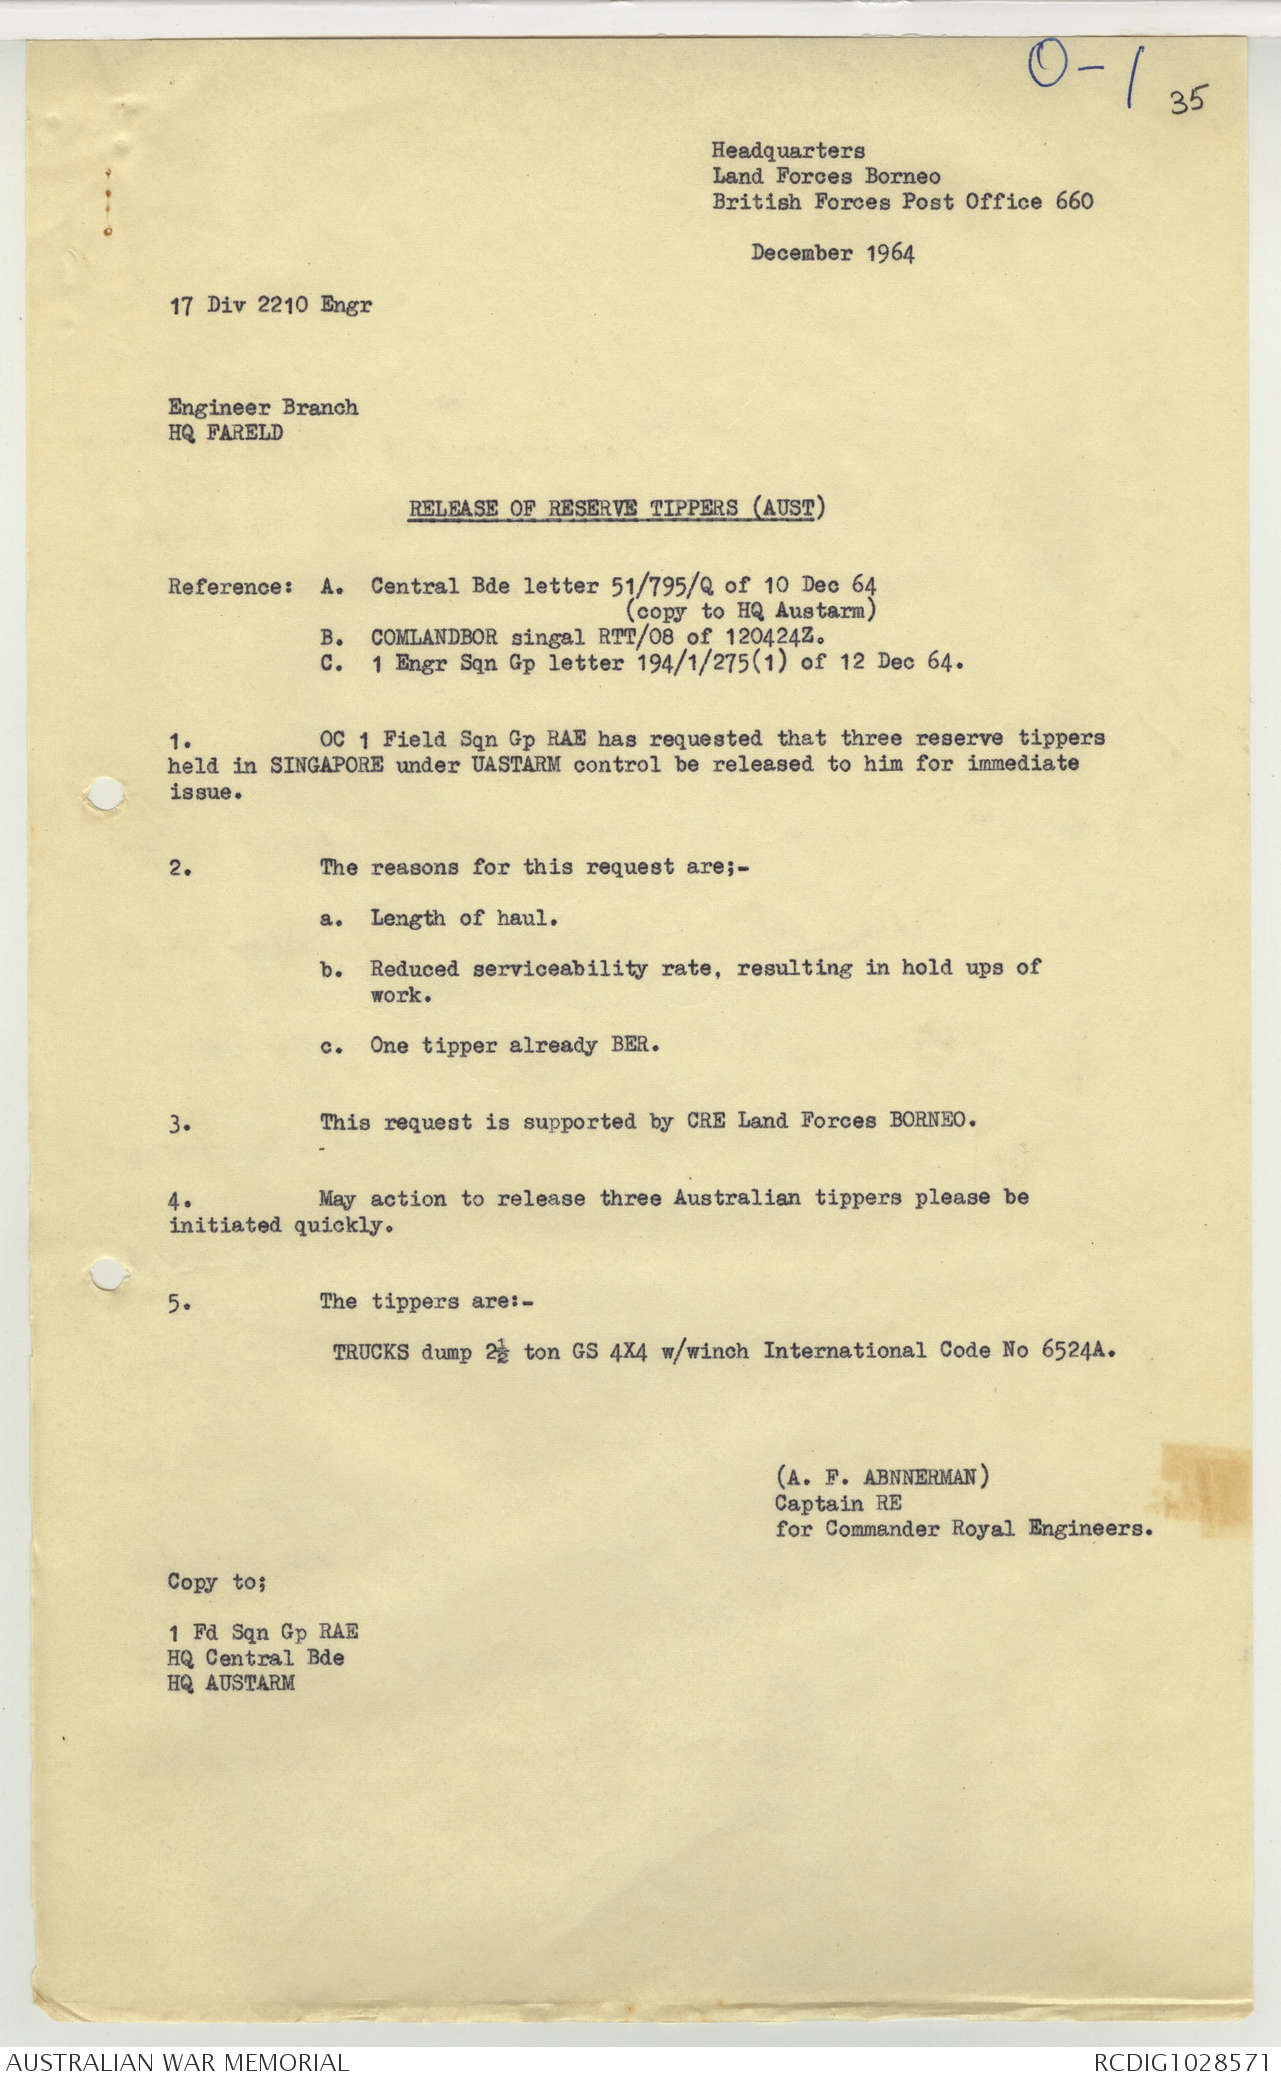 O-1
35
Headquarters
Land Forces Borneo
British Forces Post Office 660
December 1964
17 Div 2210 Engr
Engineer Branch
HQ FARELD
RELEASE OF RESERVE TIPPERS (AUST)
Reference: A. Central Bde letter 51/795/Q of 10 Dec 64
(copy to HQ Austarm)
B. COMLANDBOR singal RTT/08 of 120424Z.
C. 1 Engr Sqn Gp letter 194/1/275(1) of 12 Dec 64.
1. OC 1 Field Sqn Gp RAE has requested that three reserve tippers
held in SINGAPORE under UASTARM control be released to him for immediate
issue.
2. The reasons for this request are;-
a. Length of haul.
b. Reduced serviceability rate, resulting in hold ups of
work.
c. One tipper already BER.
3. This request is supported by CRE Land Forces BORNEO.
4. May action to release three Australian tippers please be
initiated quickly.
5. The tippers are:-
TRUCKS dump 2½ ton GS 4X4 w/winch International Code No 6524A.
(A. F. ABNNERMAN)
Captain RE
for Commander Royal Engineers.
Copy to;
1 Fd Sqn Gp RAE
HQ Central Bde
HQ AUSTARM
AUSTRALIAN WAR MEMORIAL
RCDIG1028571